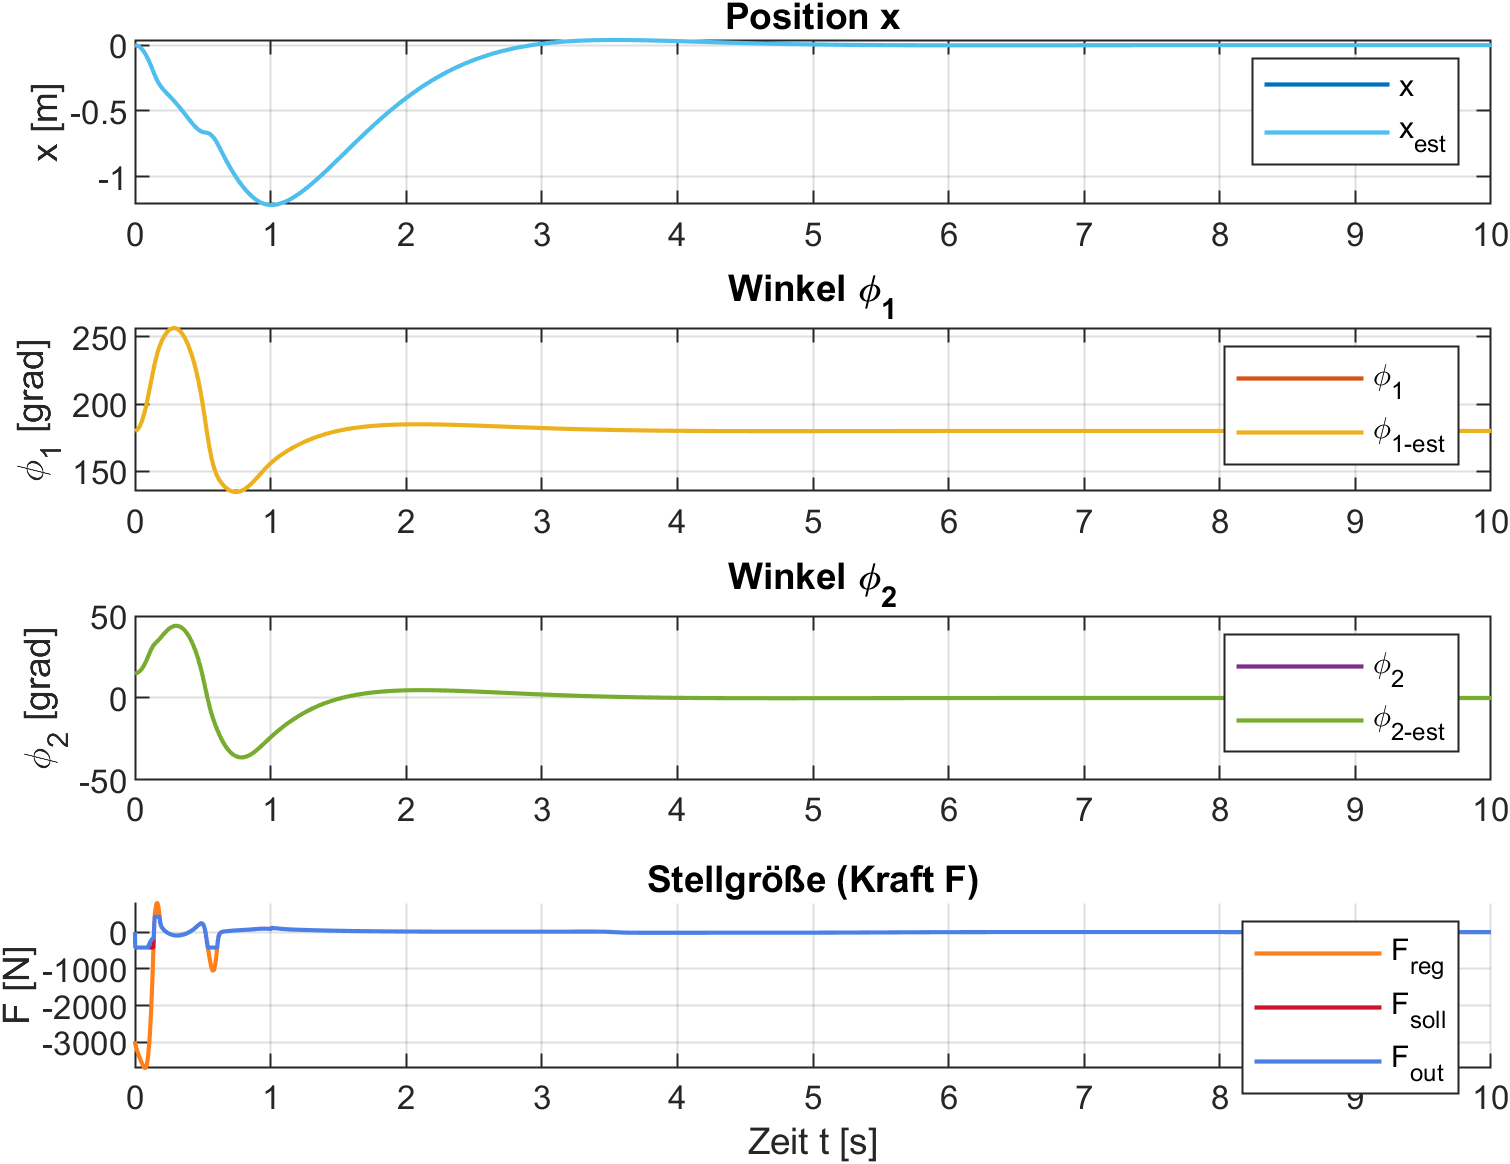 Position x
x [m]
0
-0.5
-1
x
x_est
0 1 2 3 4 5 6 7 8 9 10
Winkel ϕ_1
ϕ_1 [grad]
250
200
150
ϕ_1
ϕ_1-est
0 1 2 3 4 5 6 7 8 9 10
Winkel ϕ_2
ϕ_2 [grad]
50
0
-50
ϕ_2
ϕ_2-est
0 1 2 3 4 5 6 7 8 9 10
Stellgröße (Kraft F)
F [N]
0
-1000
-2000
-3000
F_reg
F_soll
F_out
0 1 2 3 4 5 6 7 8 9 10
Zeit t [s]